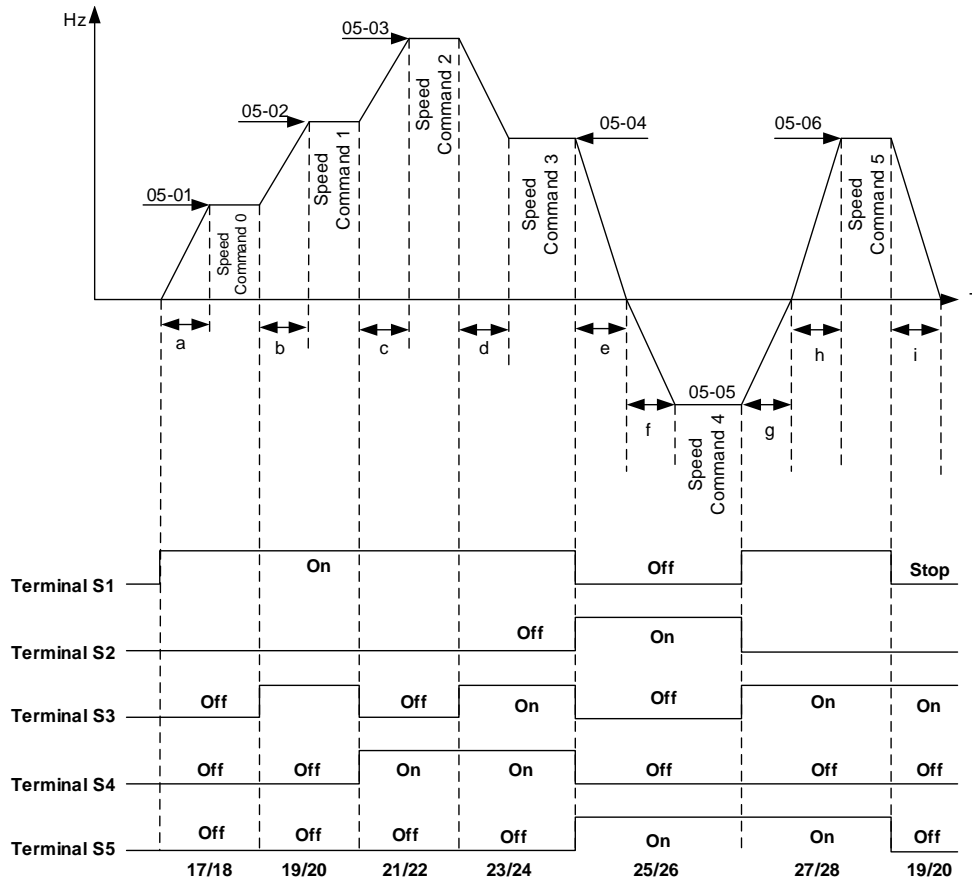 Hz
05-03
05-02
05-04
05-06
05-01
Speed
Command 0
Speed
Command 1
Speed
Command 2
Speed
Command 3
Speed
Command 5
T
a
b
c
d
e
h
i
05-05
f
g
Speed
Command 4
Terminal S1
On
Off
Stop
Terminal S2
Off
On
Terminal S3
Off
Off
On
Off
On
On
Terminal S4
Off
Off
On
On
Off
Off
Off
Terminal S5
Off
Off
Off
Off
On
On
Off
17/18
19/20
21/22
23/24
25/26
27/28
19/20